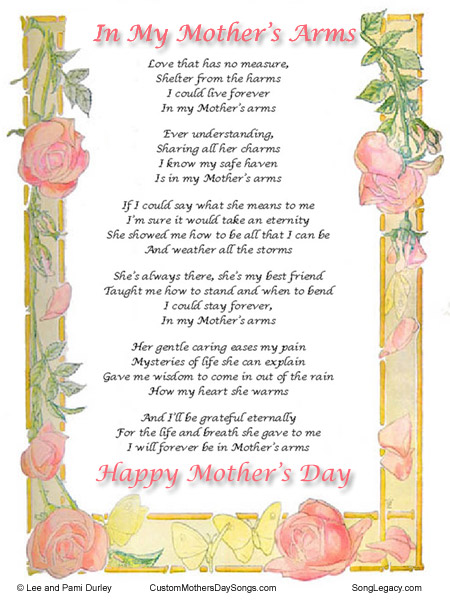 In My Mother's Arms
Love that has no measure,
Shelter from the harms
I could live forever
In my Mother's arms
Ever understanding,
Sharing all her charms
I know my safe haven
Is in my Mother's arms
If I could say what she means to me
I'm sure it would take an eternity
She showed me how to be all that I can be
And weather all the storms
She's always there, she's my best friend
Taught me how to stand and when to bend
I could stay forever,
In my Mother's arms
Her gentle caring eases my pain
Mysteries of life she can explain
Gave me wisdom to come in out of the rain
How my heart she warms
And I'll be grateful eternally
For the life and breath she gave to me
I will forever be in Mother's arms
Happy Mother's Day
© Lee and Pami Durley CustomMothersDaySongs.com SongLegacy.com